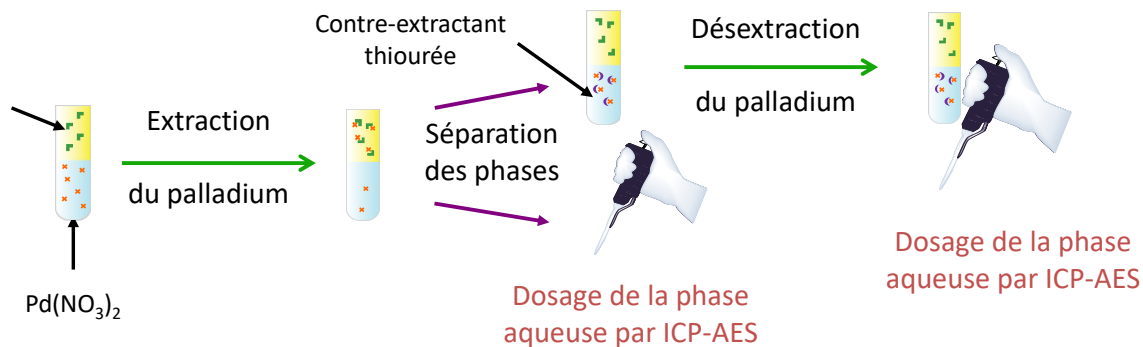 Contre-extractant
thiourée
Désextraction
du palladium
Extraction
du palladium
Séparation
des phases
Pd(NO₃)₂
Dosage de la phase
aqueuse par ICP-AES
Dosage de la phase
aqueuse par ICP-AES